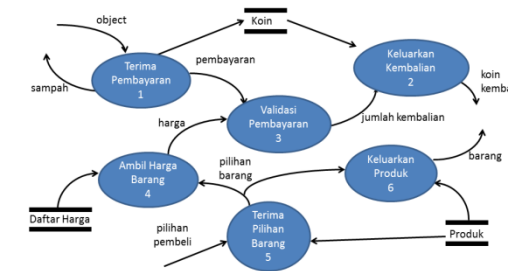 object
Koin
Terima
Pembayaran
1
pembayaran
Keluarkan
Kembalian
2
sampah
koin
Validasi
Pembayaran
3
jumlah kembalian
harga
Ambil Harga
Barang
4
pilihan
barang
Keluarkan
Produk
6
barang
Daftar Harga
pilihan
pembeli
Terima
Pilihan
Barang
5
Produk